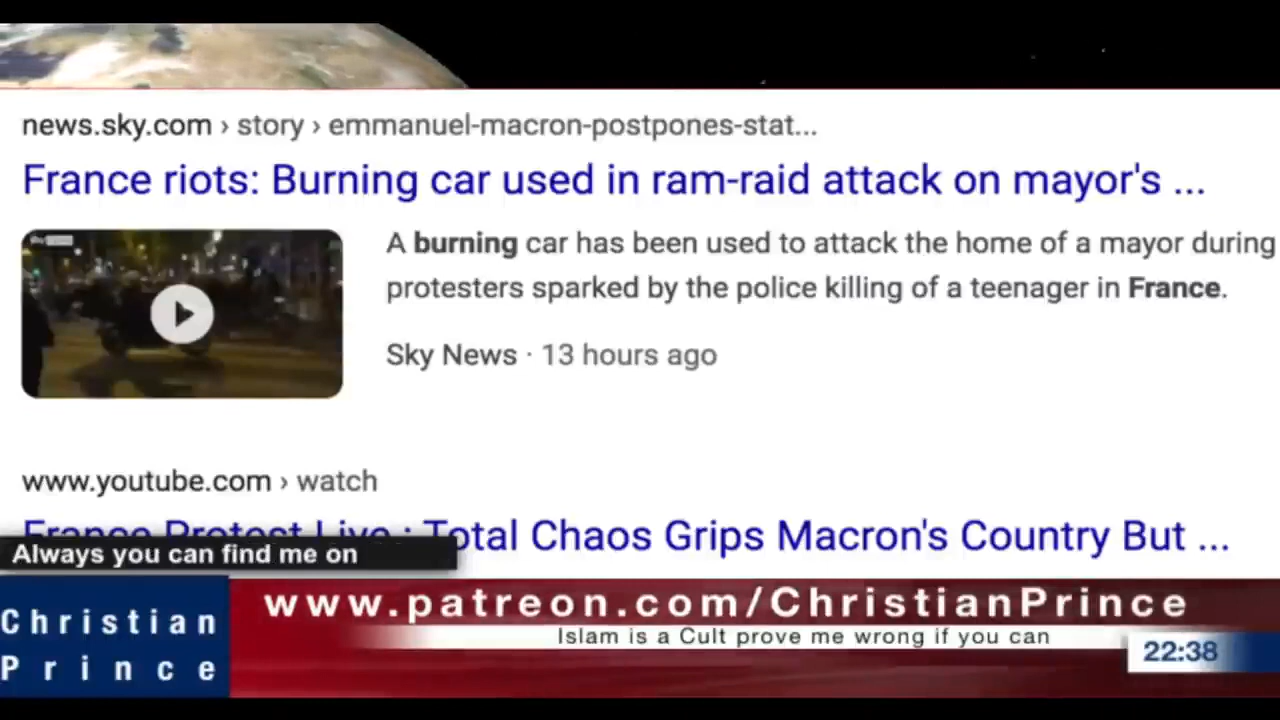 news.sky.com › story › emmanuel-macron-postpones-stat...
France riots: Burning car used in ram-raid attack on mayor's ...
A burning car has been used to attack the home of a mayor during
protesters sparked by the police killing of a teenager in France.
Sky News · 13 hours ago
www.youtube.com › watch
France Protest Live : Total Chaos Grips Macron's Country But ...
Always you can find me on
Christian
Prince
www.patreon.com/ChristianPrince
Islam is a Cult prove me wrong if you can
22:38